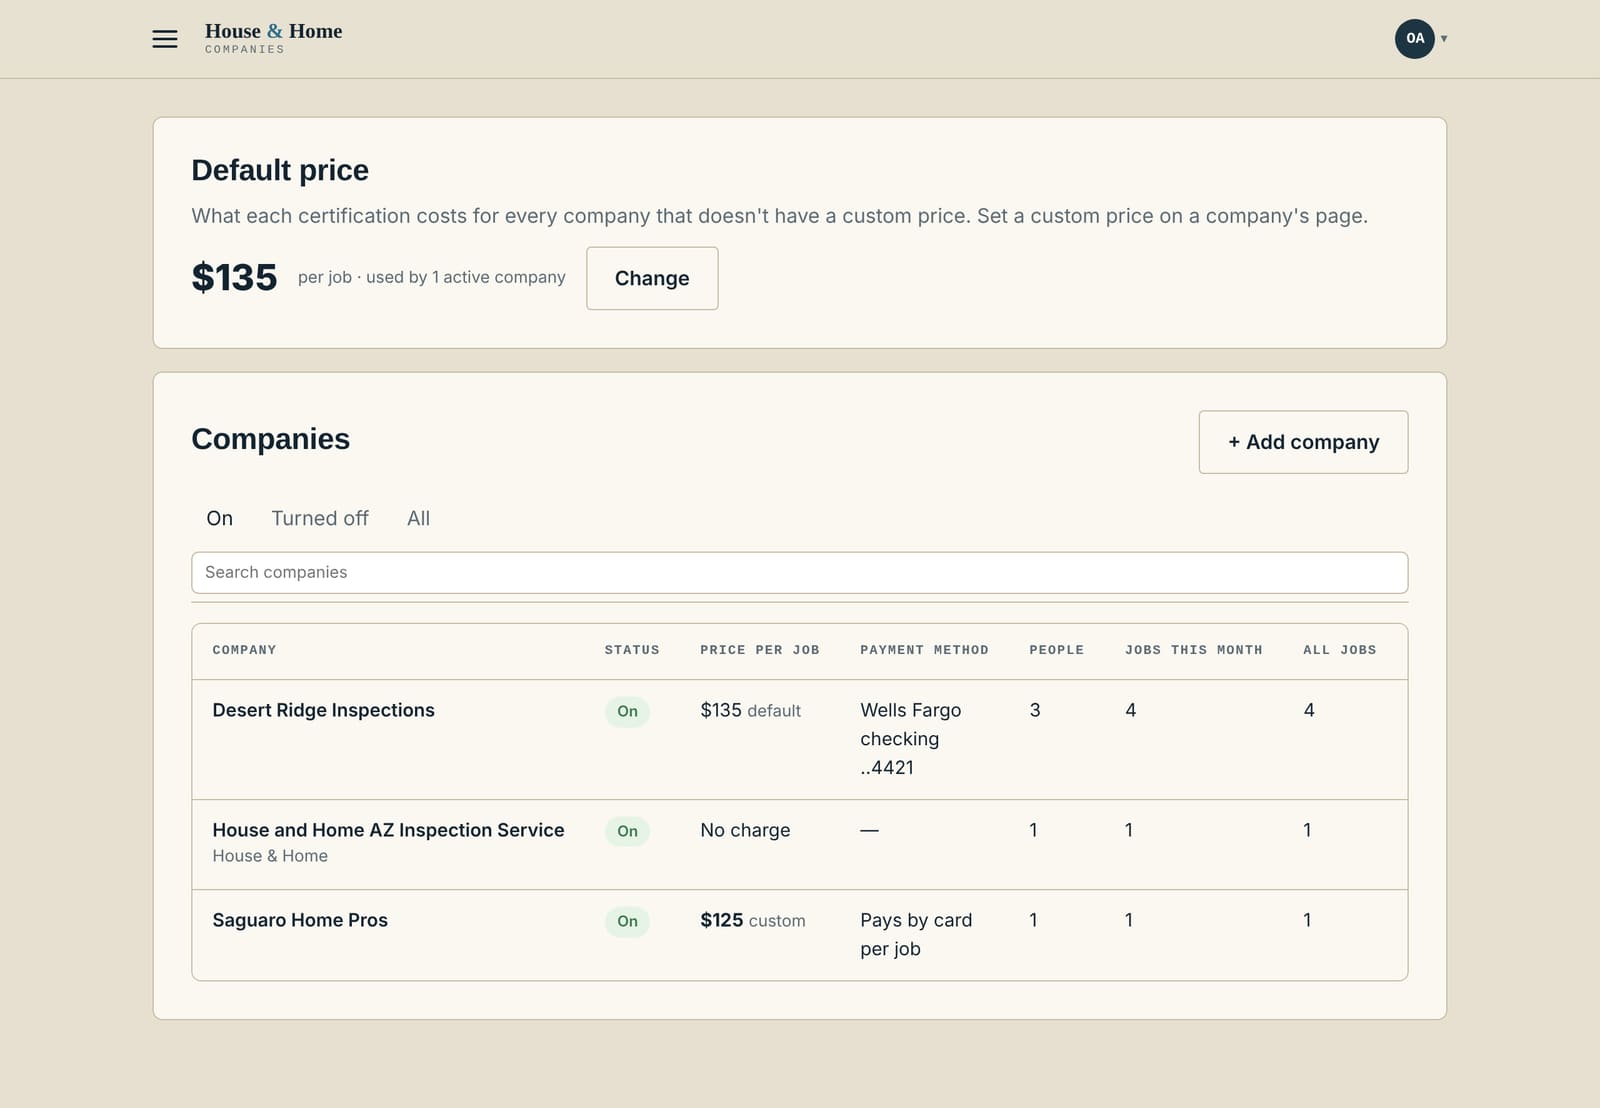 House & Home
COMPANIES
OA ▾
Default price
What each certification costs for every company that doesn't have a custom price. Set a custom price on a company's page.
$135 per job · used by 1 active company Change
Companies
+ Add company
On Turned off All
Search companies
COMPANY STATUS PRICE PER JOB PAYMENT METHOD PEOPLE JOBS THIS MONTH ALL JOBS
Desert Ridge Inspections On $135 default Wells Fargo 3 4 4
checking
..4421
House and Home AZ Inspection Service On No charge — 1 1 1
House & Home
Saguaro Home Pros On $125 custom Pays by card 1 1 1
per job